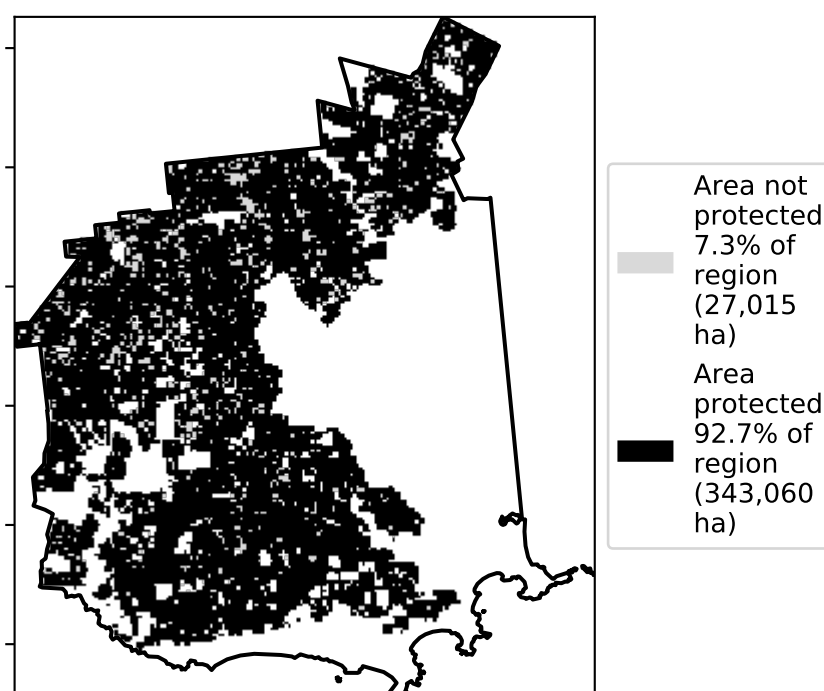 Area not
protected
7.3% of
region
(27,015
ha)
Area
protected
92.7% of
region
(343,060
ha)